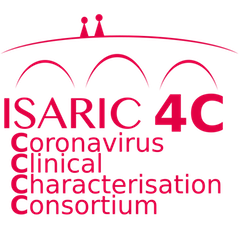 ISARIC 4C
Coronavirus
Clinical
Characterisation
Consortium